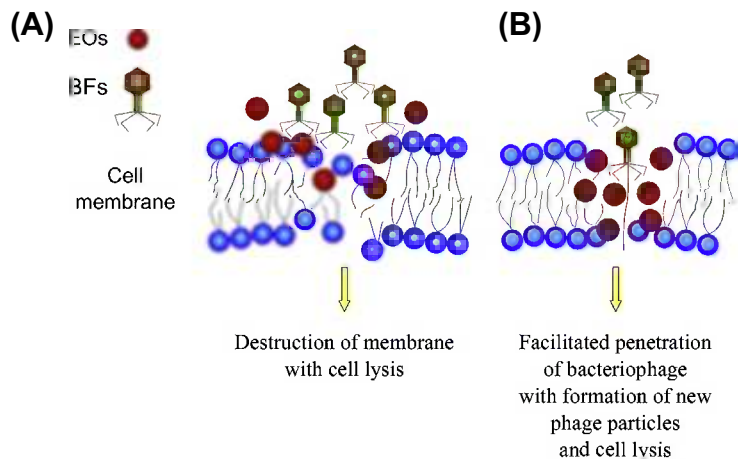 (A)
(B)
EOs
BFs
Cell
membrane
Destruction of membrane
with cell lysis
Facilitated penetration
of bacteriophage
with formation of new
phage particles
and cell lysis